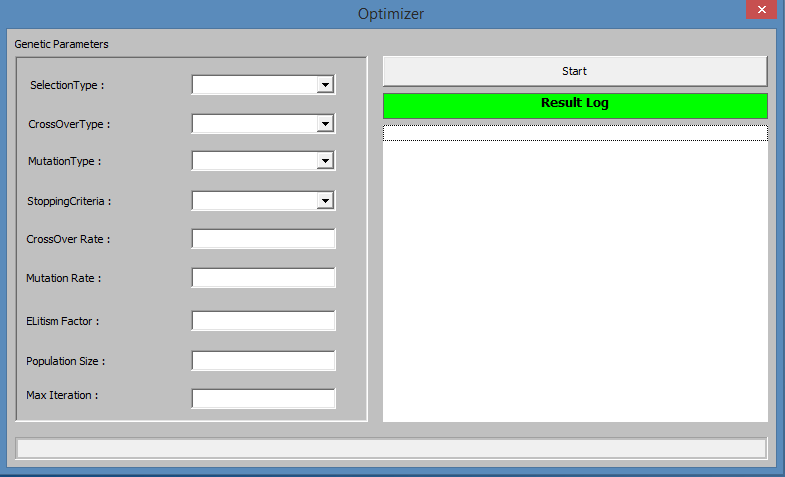 Optimizer
Genetic Parameters
SelectionType :
CrossOverType :
MutationType :
StoppingCriteria :
CrossOver Rate :
Mutation Rate :
ELitism Factor :
Population Size :
Max Iteration :
Start
Result Log